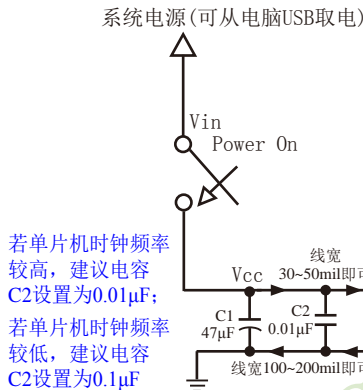 系统电源(可从电脑USB取电)
Vin
Power On
若单片机时钟频率
较高，建议电容
C2设置为0.01μF；
若单片机时钟频率
较低，建议电容
C2设置为0.1μF
Vcc
线宽
30~50mil即可
C1
47μF
C2
0.01μF
线宽100~200mil即可